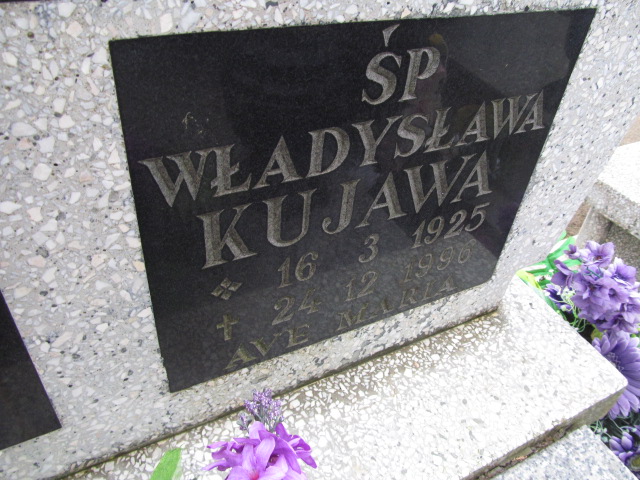 ŚP
WŁADYSŁAWA
KUJAWA
16 3 1925
24 12 1996
AVE MARIA